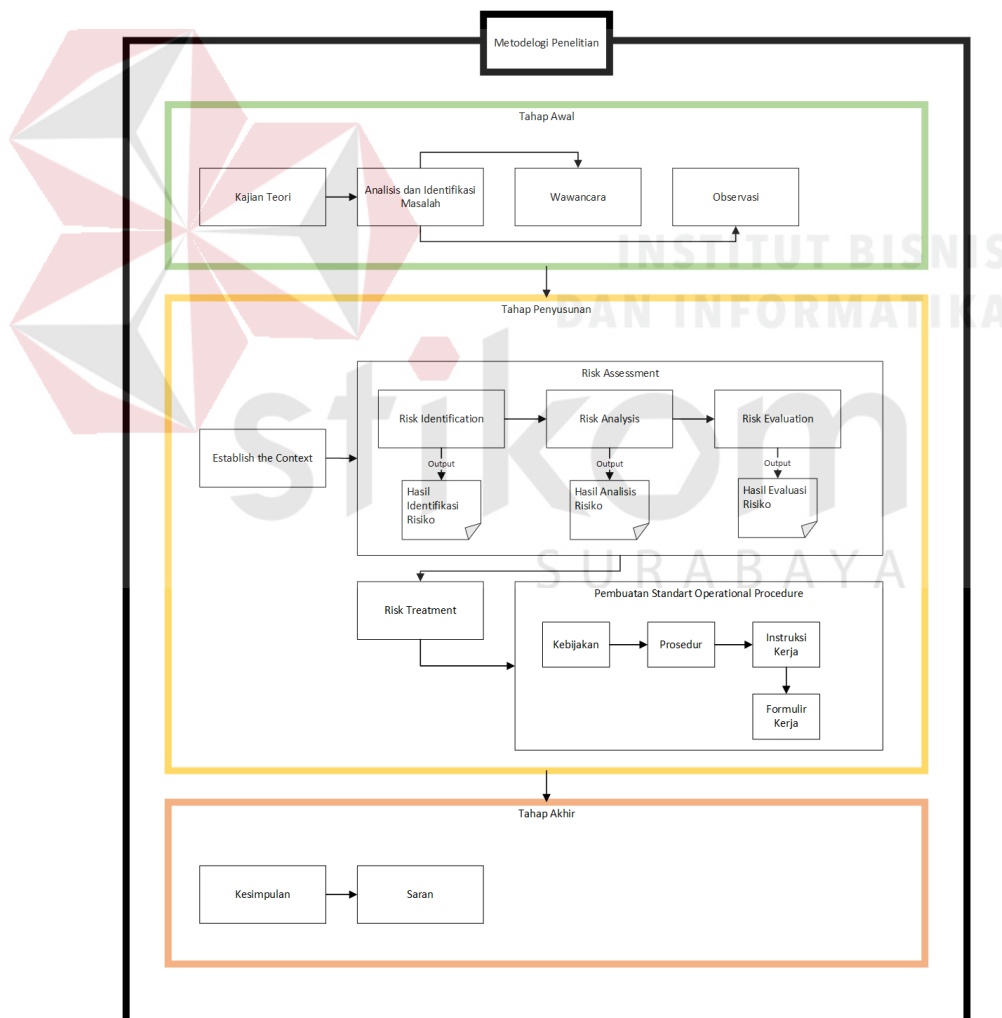 Metodelogi Penelitian
Tahap Awal
Kajian Teori
Analisis dan Identifikasi
Masalah
Wawancara
Observasi
INSTITUT BISNIS
DAN INFORMATIKA
stikom
SURABAYA
Tahap Penyusunan
Risk Assessment
Establish the Context
Risk Identification
Risk Analysis
Risk Evaluation
Output
Output
Output
Hasil
Identifikasi
Risiko
Hasil Analisis
Risiko
Hasil Evaluasi
Risiko
Risk Treatment
Pembuatan Standart Operational Procedure
Kebijakan
Prosedur
Instruksi
Kerja
Formulir
Kerja
Tahap Akhir
Kesimpulan
Saran